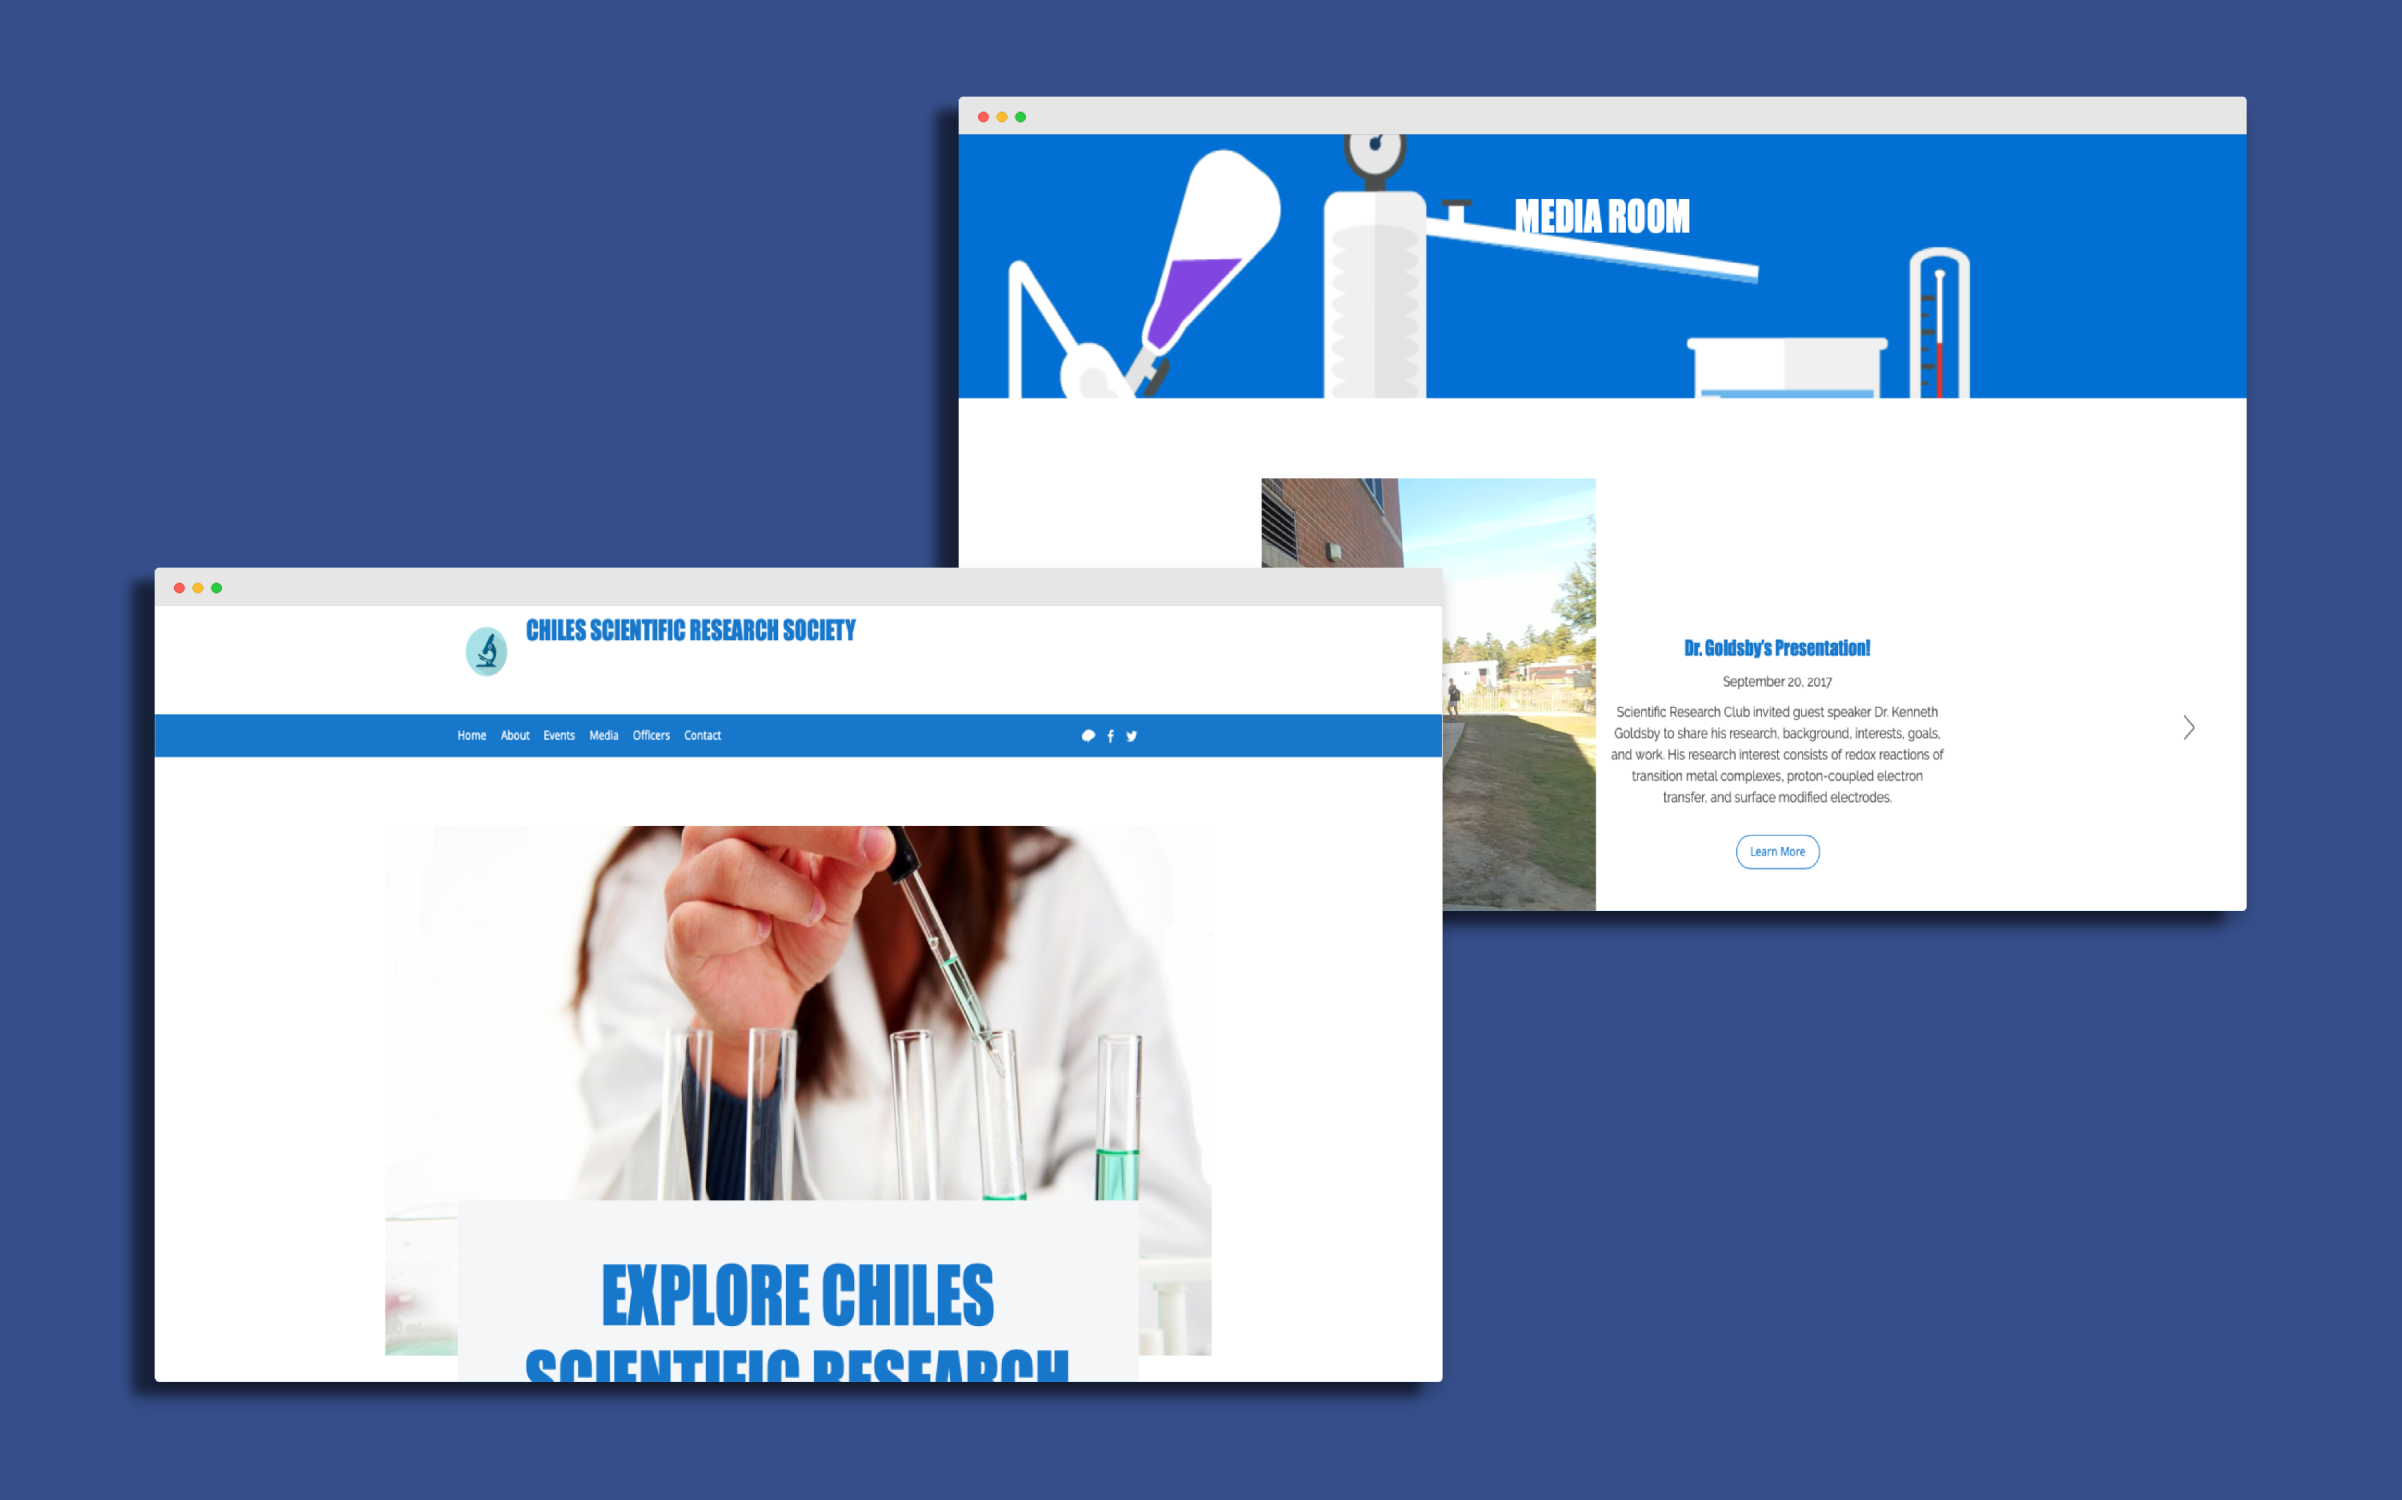 MEDIA ROOM
Dr. Goldsby's Presentation!
September 20, 2017
Scientific Research Club invited guest speaker Dr. Kenneth
Goldsby to share his research, background, interests, goals,
and work. His research interest consists of redox reactions of
transition metal complexes, proton-coupled electron
transfer, and surface modified electrodes.
Learn More
CHILES SCIENTIFIC RESEARCH SOCIETY
Home About Events Media Officers Contact
EXPLORE CHILES
SCIENTIFIC RESEARCH